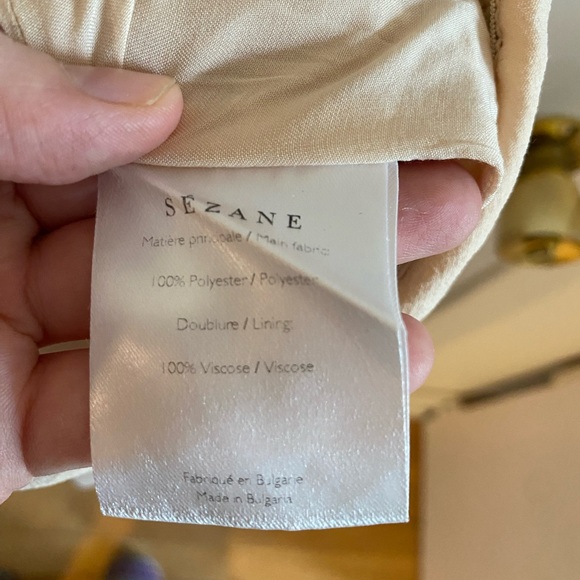 SÉZANE
Matière principale / Main fabric:
100% Polyester / Polyester
Doublure / Lining:
100% Viscose / Viscose
Fabriqué en Bulgarie
Made in Bulgaria